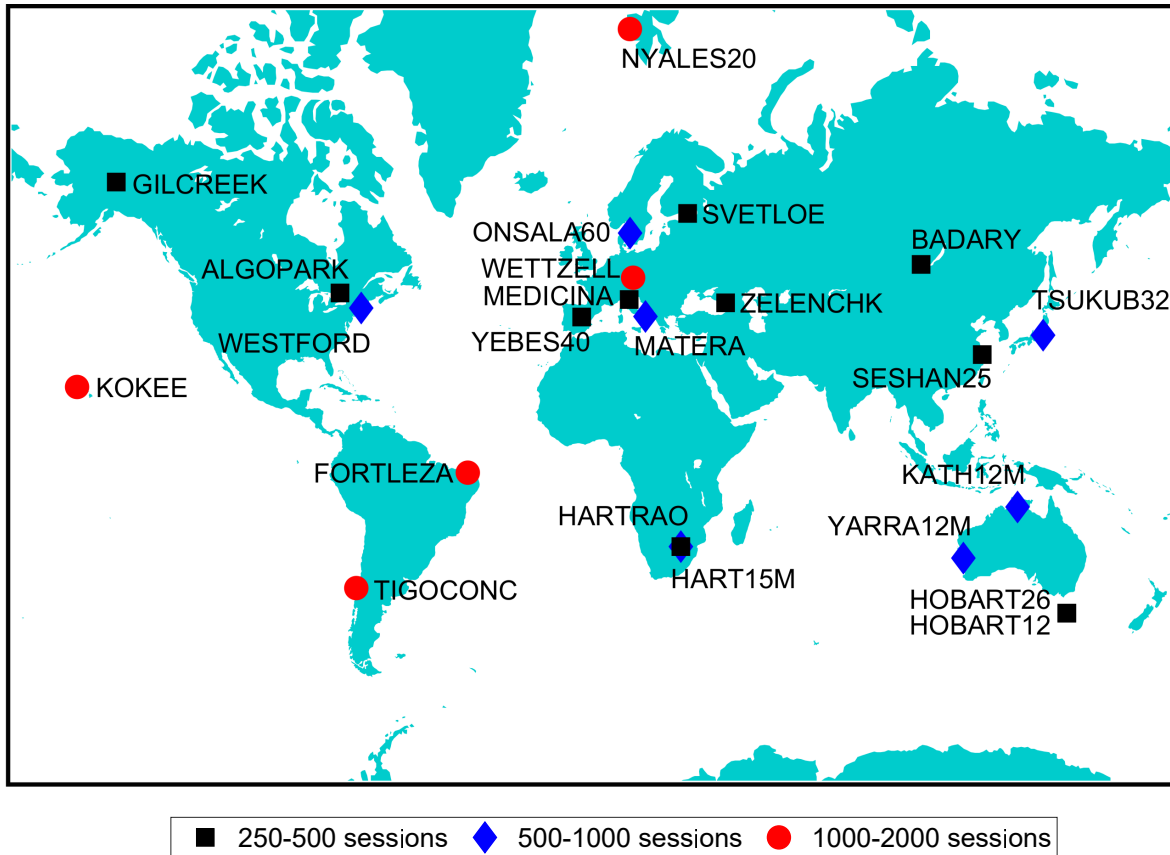 NYALES20
GILCREEK
ONSALA60
SVETLOE
BADARY
ALGOPARK
WETTZELL
MEDICINA
ZELENCHK
TSUKUB32
WESTFORD
YEBES40
MATERA
SESHAN25
KOKEE
FORTLEZA
KATH12M
HARTRAO
YARRA12M
HART15M
TIGOCONC
HOBART26
HOBART12
250-500 sessions 500-1000 sessions 1000-2000 sessions